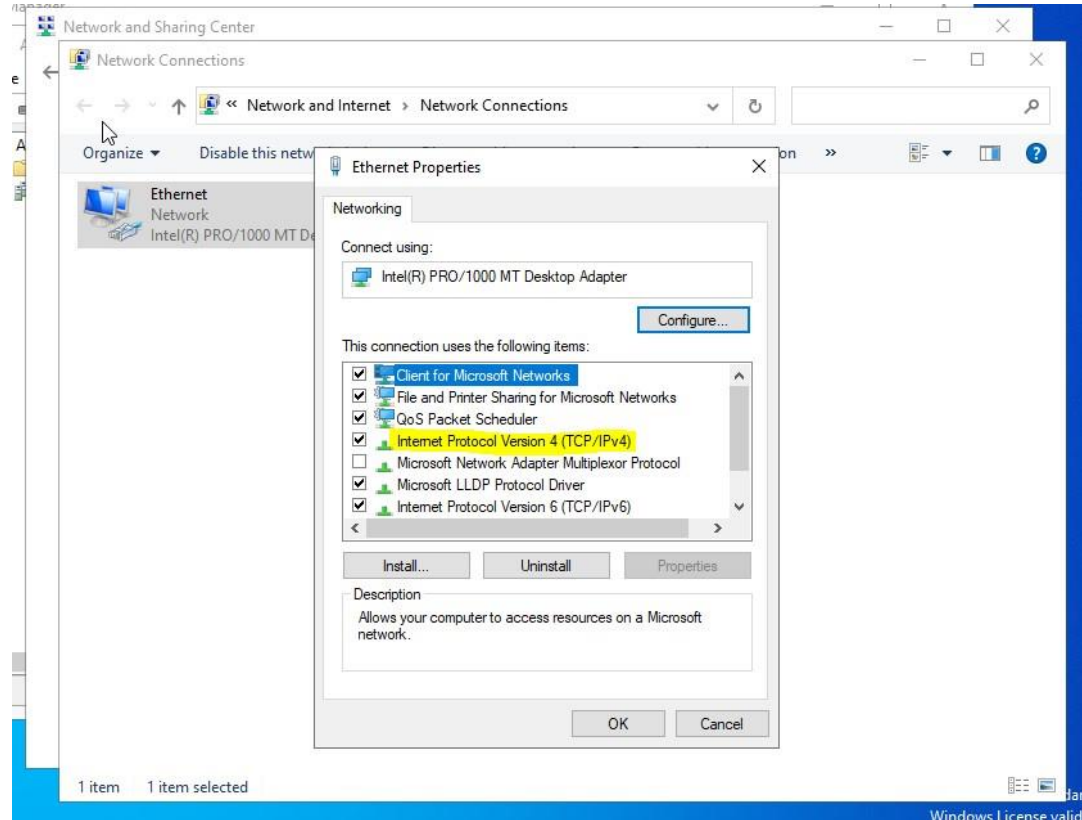 Manager
Network and Sharing Center
Network Connections
« Network and Internet › Network Connections
Organize Disable this netw on »
Ethernet
Network
Intel(R) PRO/1000 MT De
Ethernet Properties
Networking
Connect using:
Intel(R) PRO/1000 MT Desktop Adapter
Configure...
This connection uses the following items:
Client for Microsoft Networks
File and Printer Sharing for Microsoft Networks
QoS Packet Scheduler
Internet Protocol Version 4 (TCP/IPv4)
Microsoft Network Adapter Multiplexor Protocol
Microsoft LLDP Protocol Driver
Internet Protocol Version 6 (TCP/IPv6)
Install... Uninstall Properties
Description
Allows your computer to access resources on a Microsoft
network.
OK Cancel
1 item 1 item selected
Windows License valid